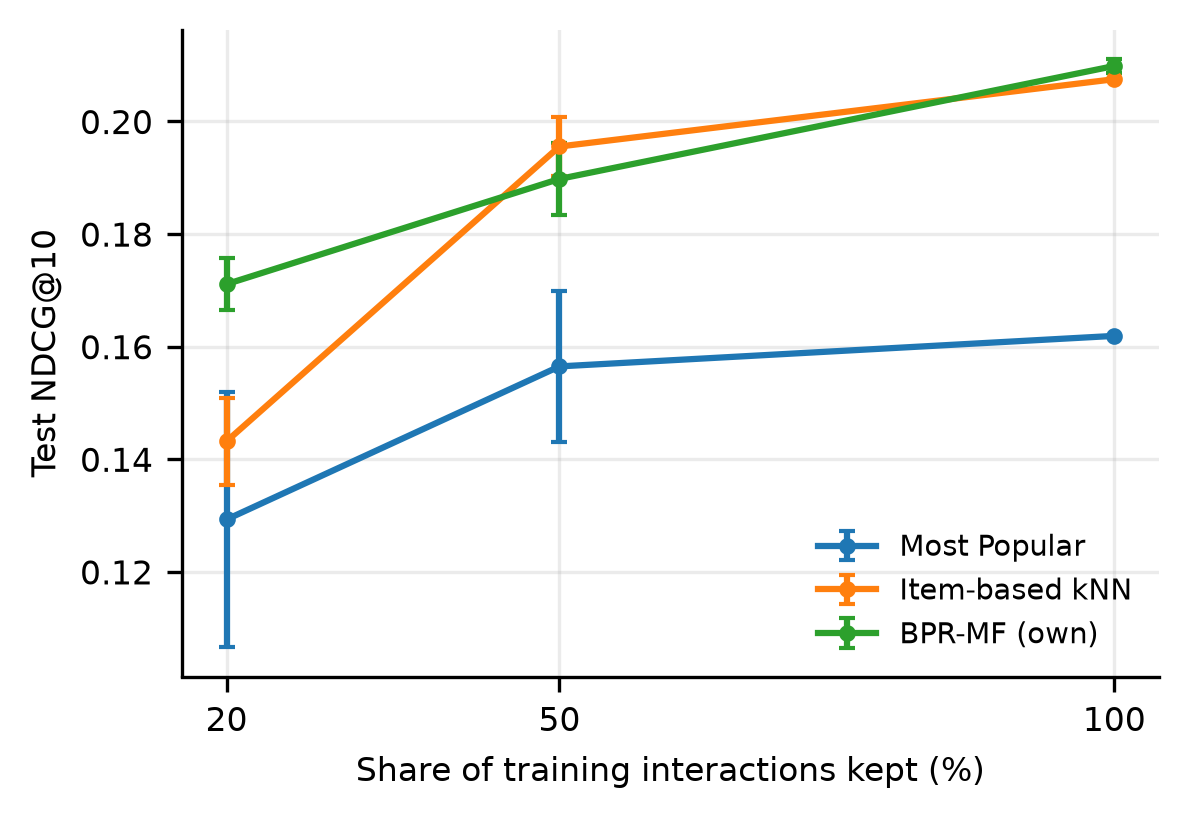 0.20
0.18
0.16
0.14
0.12
Test NDCG@10
Most Popular
Item-based kNN
BPR-MF (own)
20 50 100
Share of training interactions kept (%)